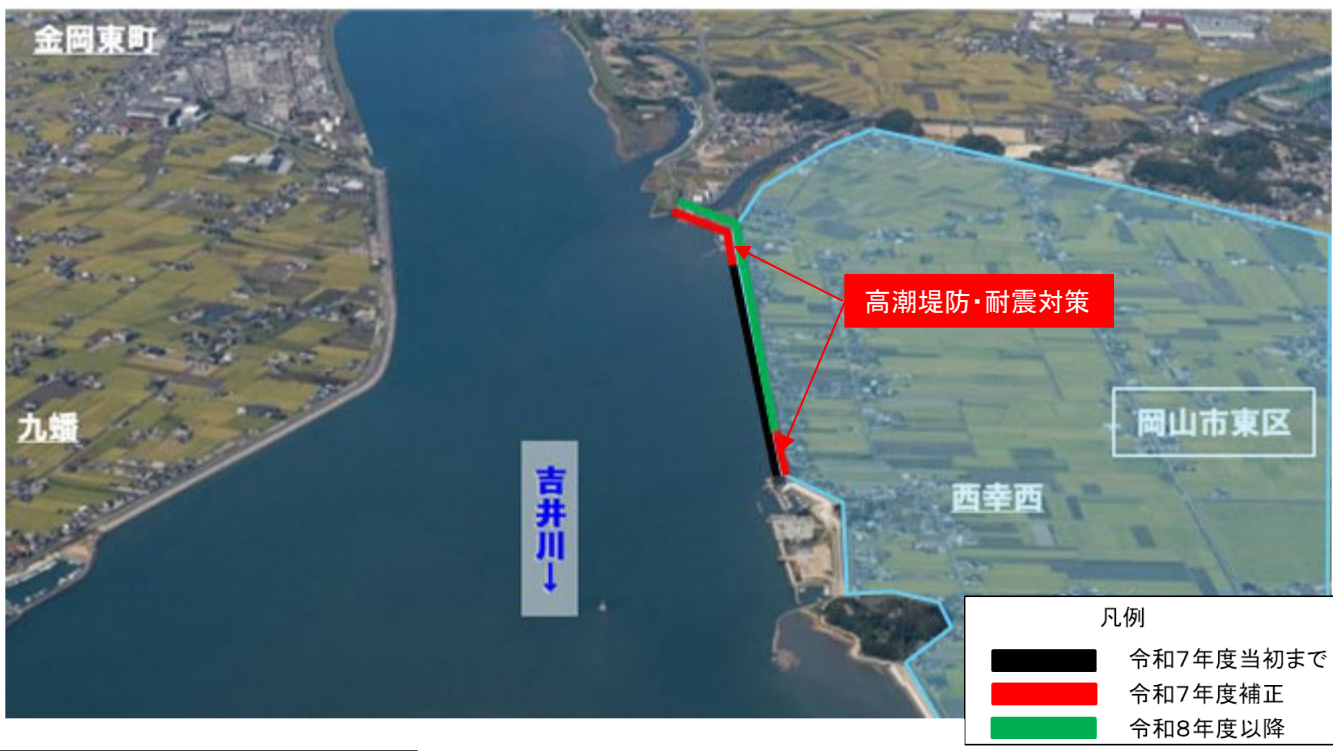 金岡東町
高潮堤防・耐震対策
岡山市東区
九蟠
吉井川↓
西幸西
凡例
令和7年度当初まで
令和7年度補正
令和8年度以降